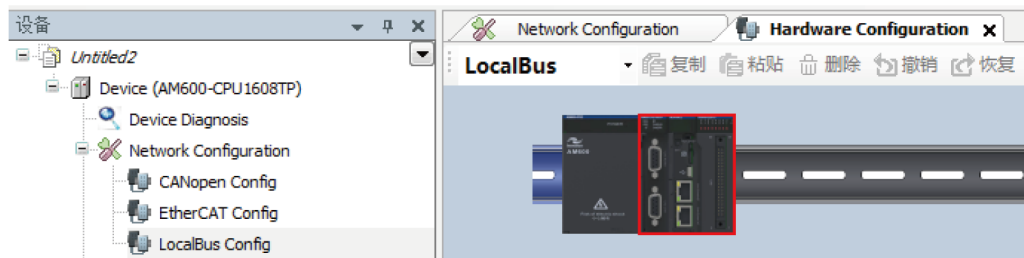 设备
Untitled2
Device (AM600-CPU1608TP)
Device Diagnosis
Network Configuration
CANopen Config
EtherCAT Config
LocalBus Config
Network Configuration
Hardware Configuration
LocalBus 复制 粘贴 删除 撤销 恢复
AM600